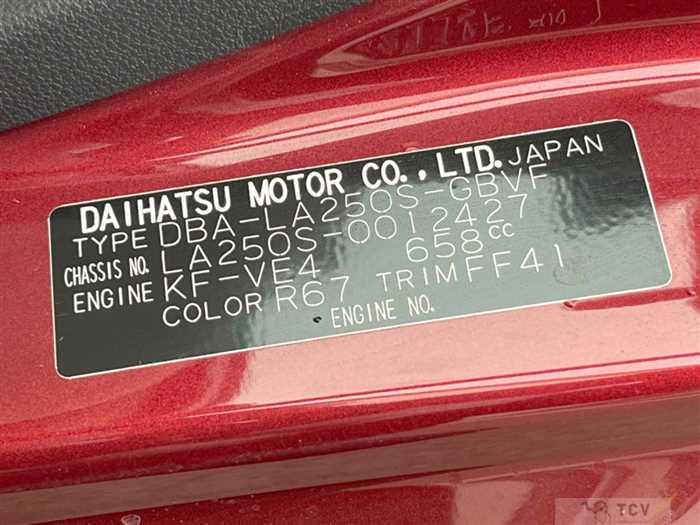 DAIHATSU MOTOR CO., LTD. JAPAN
TYPE DBA-LA250S-GBVF
CHASSIS NO. LA250S-0012427
ENGINE KF-VE4 658cc
COLOR R67 TRIM FF41
ENGINE NO.
TCV